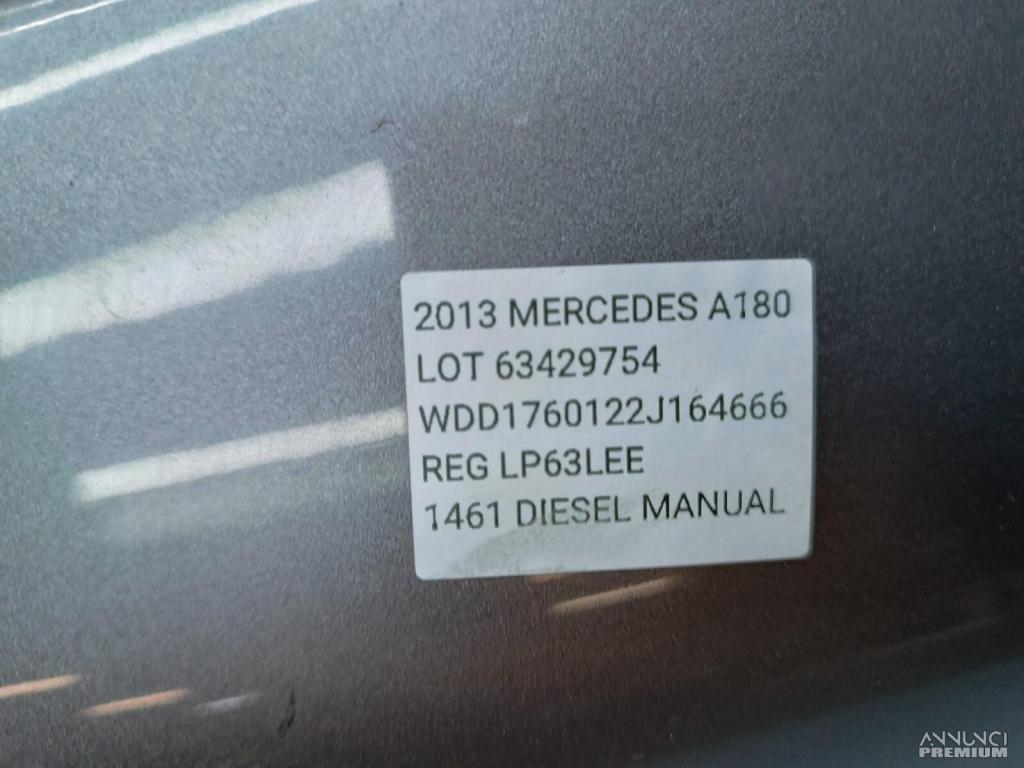 2013 MERCEDES A180
LOT 63429754
WDD1760122J164666
REG LP63LEE
1461 DIESEL MANUAL
ANNUNCI
PREMIUM